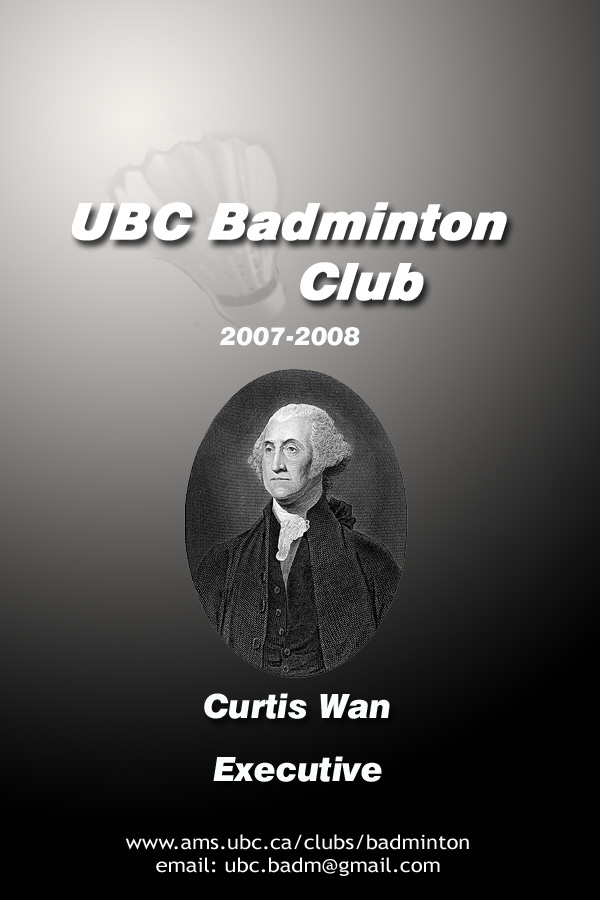 UBC Badminton
Club
2007-2008
Curtis Wan
Executive
www.ams.ubc.ca/clubs/badminton
email: ubc.badm@gmail.com